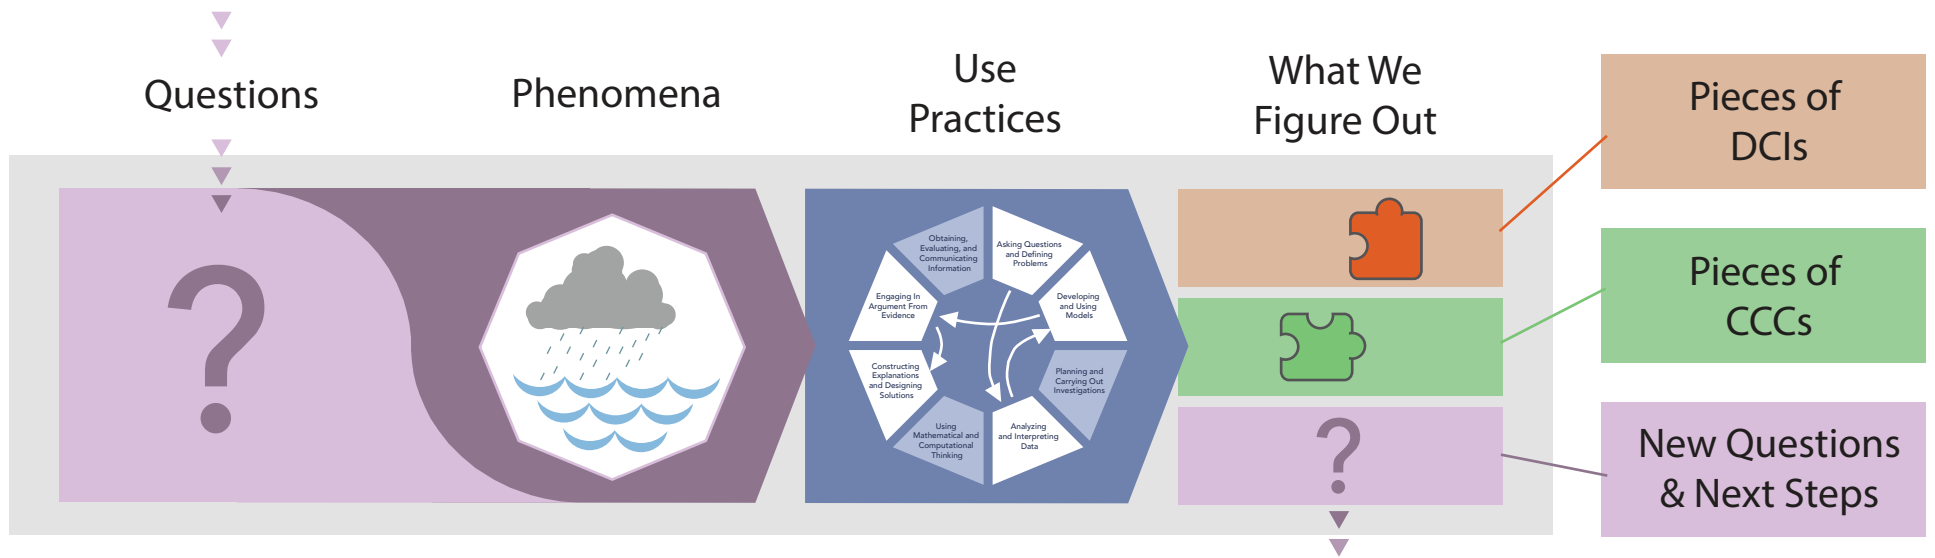 Questions
Phenomena
Use
Practices
What We
Figure Out
Pieces of
DCIs
Pieces of
CCCs
New Questions
& Next Steps
Obtaining,
Evaluating, and
Communicating
Information
Asking Questions
and Defining
Problems
Engaging In
Argument From
Evidence
Developing
and Using
Models
Constructing
Explanations
and Designing
Solutions
Planning and
Carrying Out
Investigations
Using
Mathematical and
Computational
Thinking
Analyzing
and Interpreting
Data
?
?